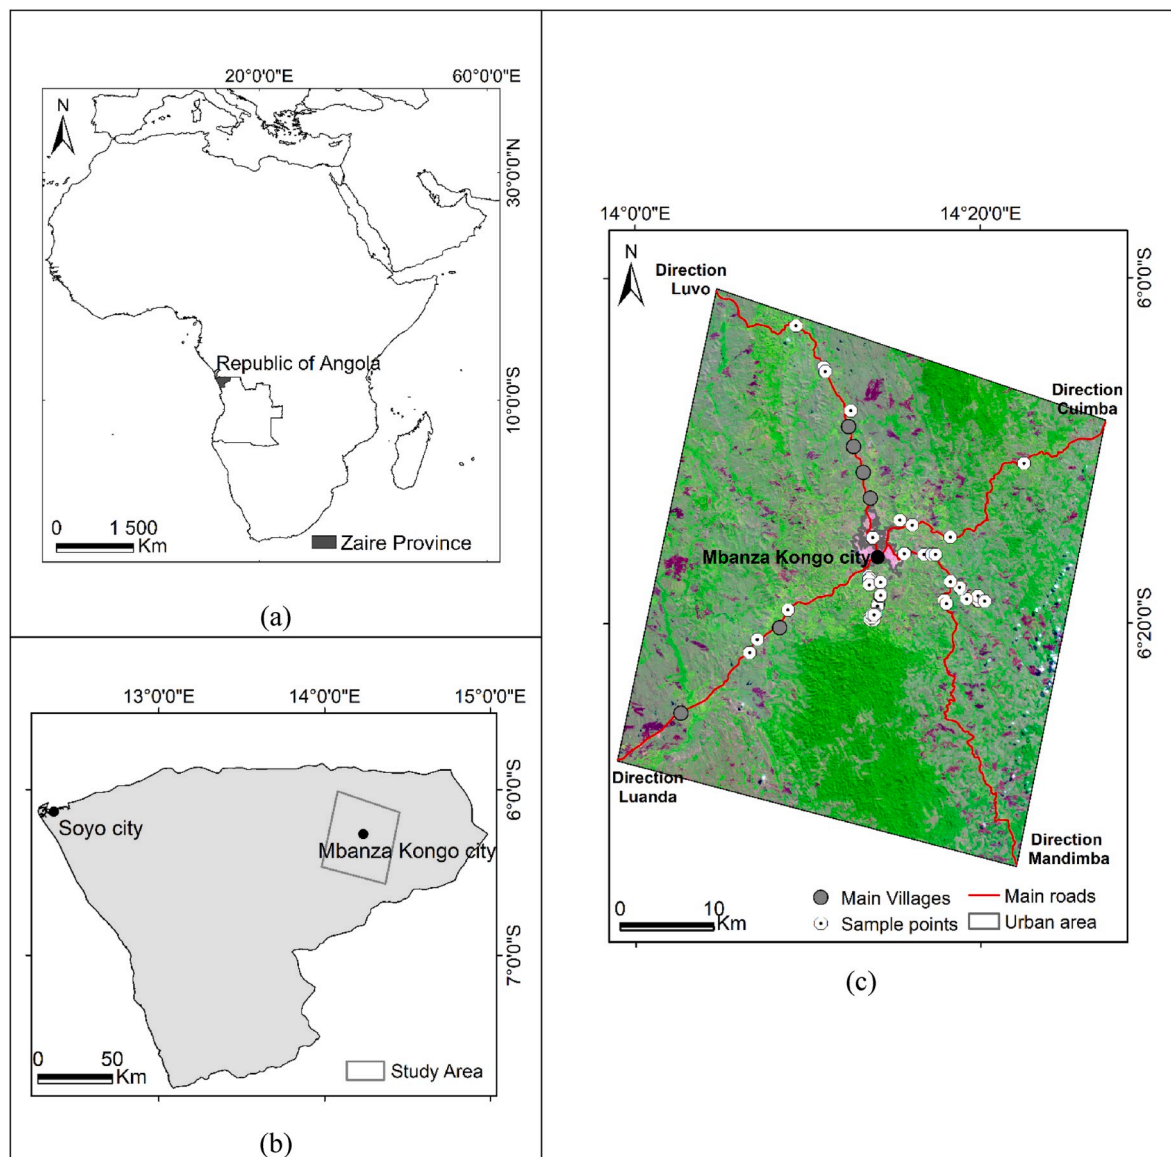 20°0'0"E
60°0'0"E
N
30°0'0"N
Republic of Angola
10°0'0"S
0
1 500
Km
Zaire Province
(a)
13°0'0"E
14°0'0"E
15°0'0"E
6°0'0"S
Soyo city
Mbanza Kongo city
7°0'0"S
0
50
Km
Study Area
(b)
14°0'0"E
14°20'0"E
N
Direction
Luvo
6°0'0"S
Direction
Cuimba
Mbanza Kongo city
6°20'0"S
Direction
Luanda
Direction
Mandimba
0
10
Km
Main Villages
Main roads
Sample points
Urban area
(c)